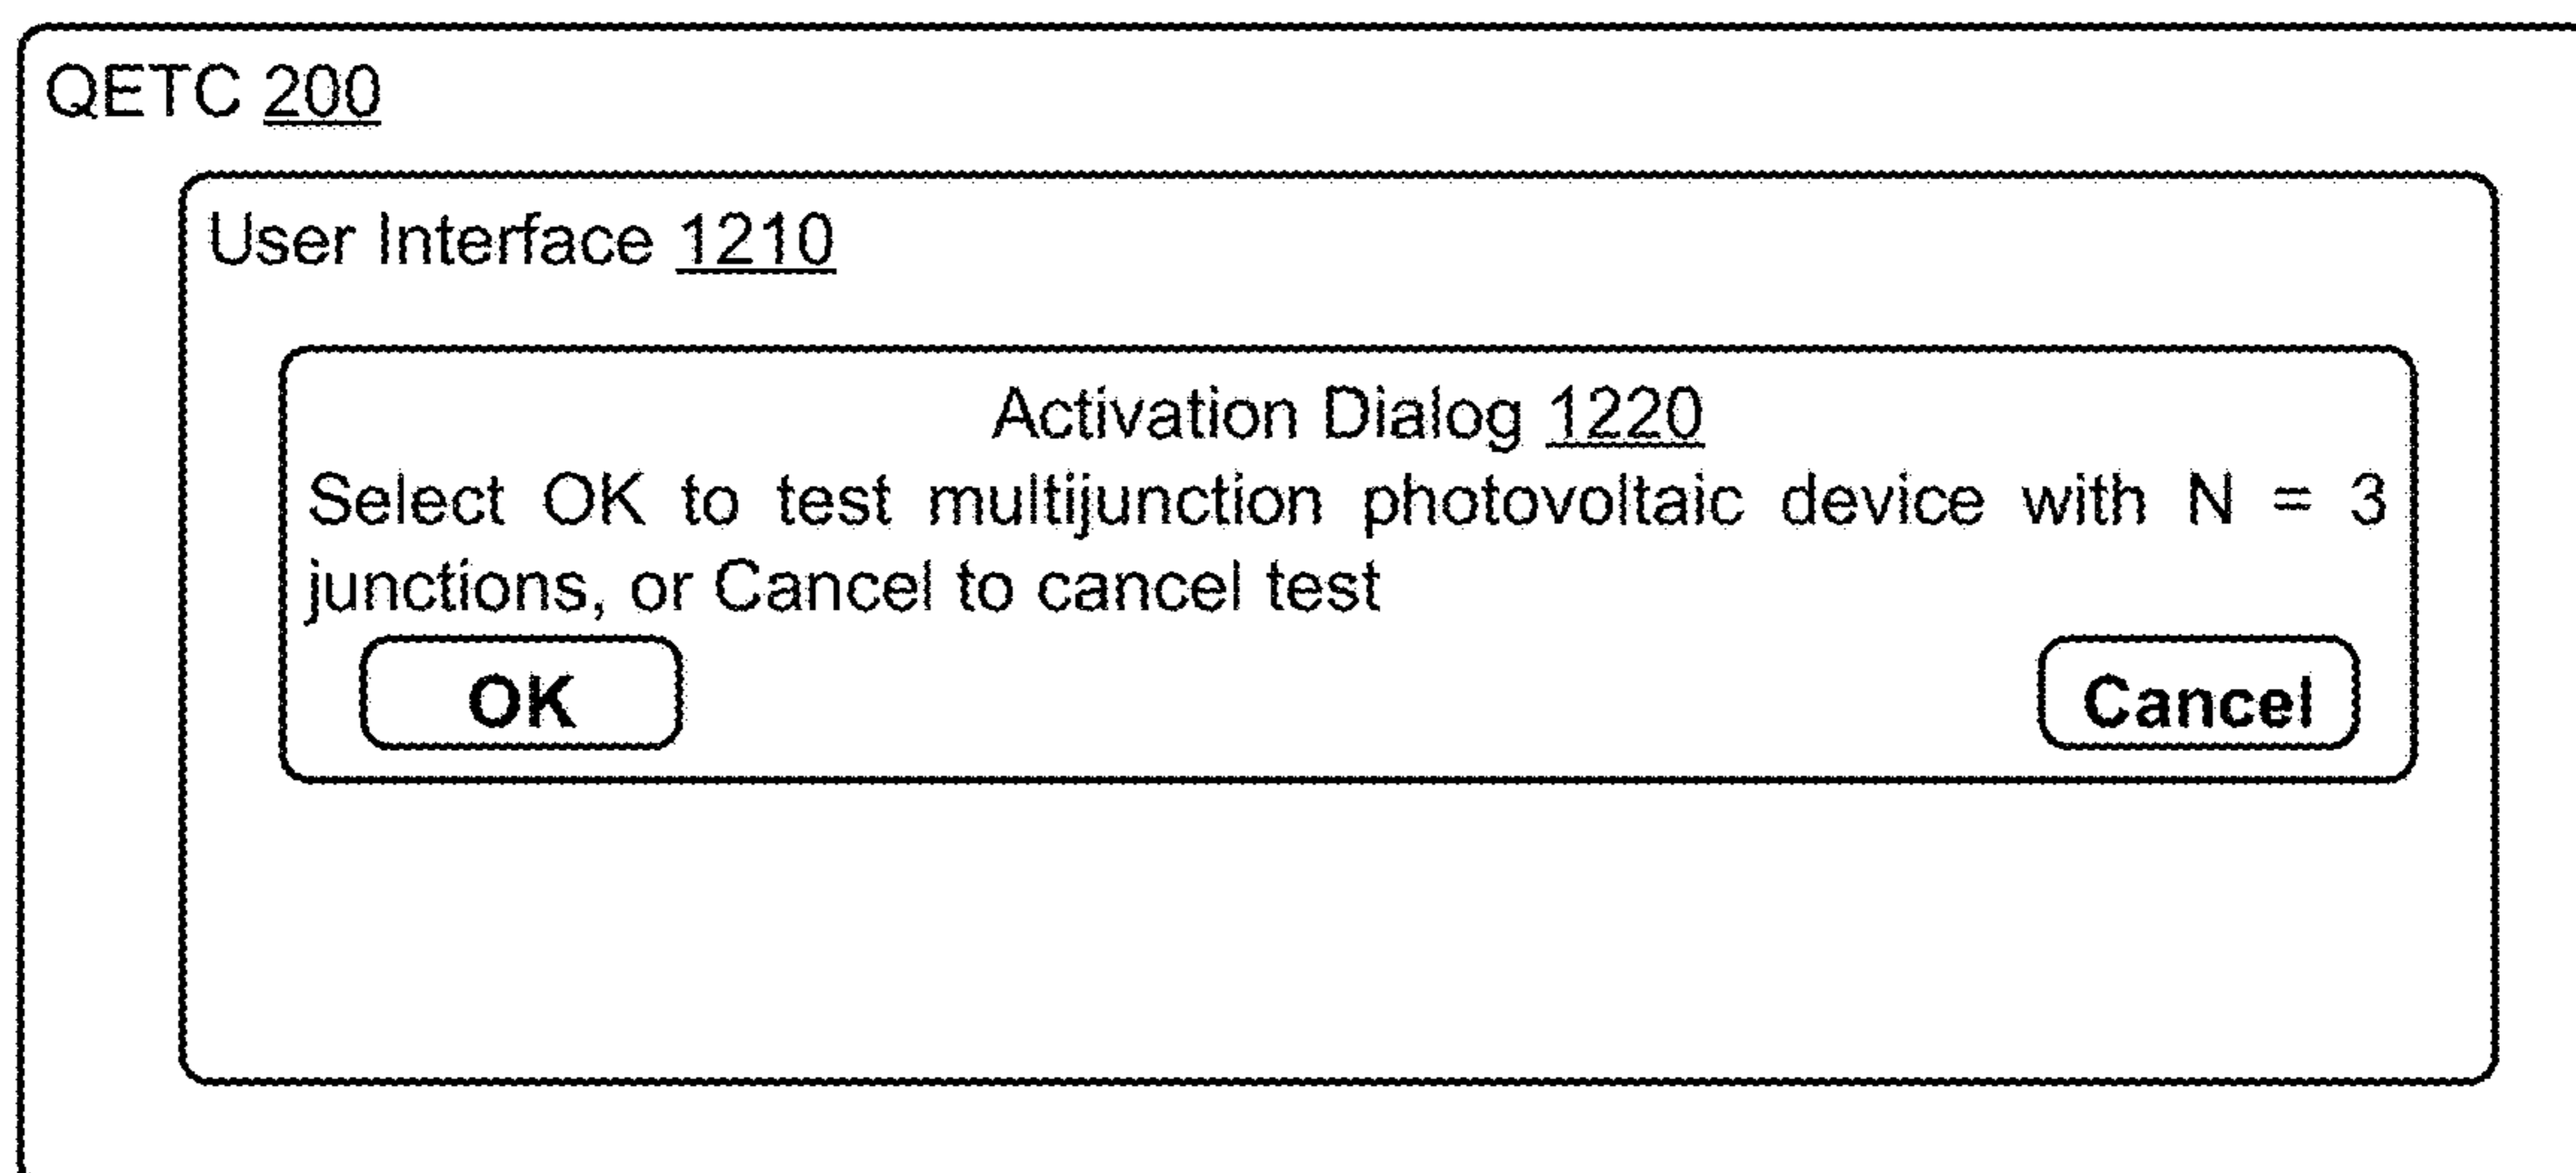 QETC 200
User Interface 1210
Activation Dialog 1220
Select OK to test multijunction photovoltaic device with N = 3
junctions, or Cancel to cancel test
OK Cancel